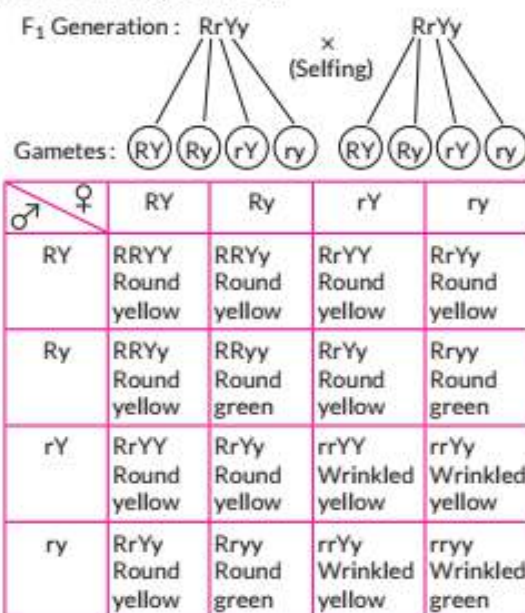 F₁ Generation : RrYy × RrYy
(Selfing)
Gametes: RY Ry rY ry RY Ry rY ry
♂ ♀ RY Ry rY ry
RY RRYY RRYy RrYY RrYy
Round Round Round Round
yellow yellow yellow yellow
Ry RRYy RRyy RrYy Rryy
Round Round Round Round
yellow green yellow green
rY RrYY RrYy rrYY rrYy
Round Round Wrinkled Wrinkled
yellow yellow yellow yellow
ry RrYy Rryy rrYy rryy
Round Round Wrinkled Wrinkled
yellow green yellow green